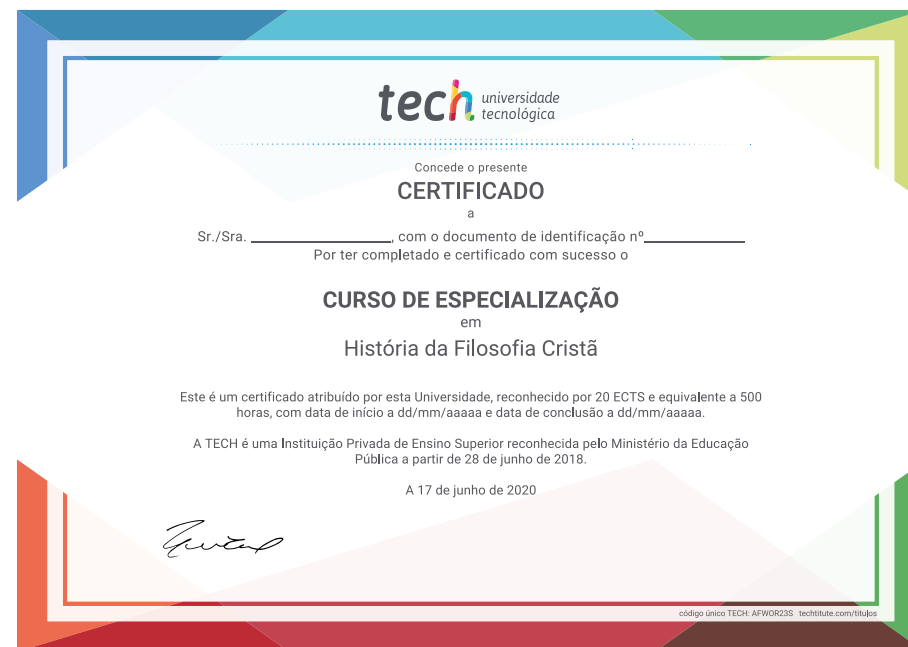 tech universidade
tecnológica
Concede o presente
CERTIFICADO
a
Sr./Sra. ____________________, com o documento de identificação nº______________
Por ter completado e certificado com sucesso o
CURSO DE ESPECIALIZAÇÃO
em
História da Filosofia Cristã
Este é um certificado atribuído por esta Universidade, reconhecido por 20 ECTS e equivalente a 500
horas, com data de início a dd/mm/aaaaa e data de conclusão a dd/mm/aaaaa.
A TECH é uma Instituição Privada de Ensino Superior reconhecida pelo Ministério da Educação
Pública a partir de 28 de junho de 2018.
A 17 de junho de 2020
código único TECH: AFWOR23S techtitute.com/titulos